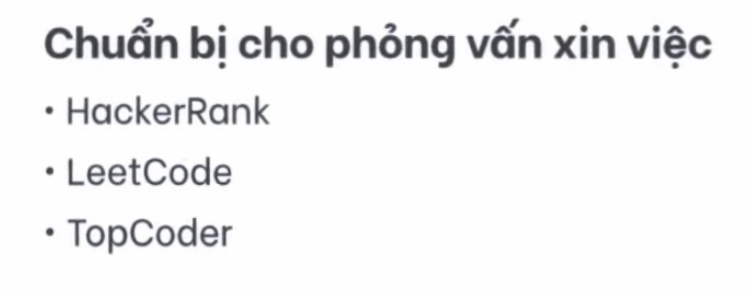 Chuẩn bị cho phỏng vấn xin việc
• HackerRank
• LeetCode
• TopCoder